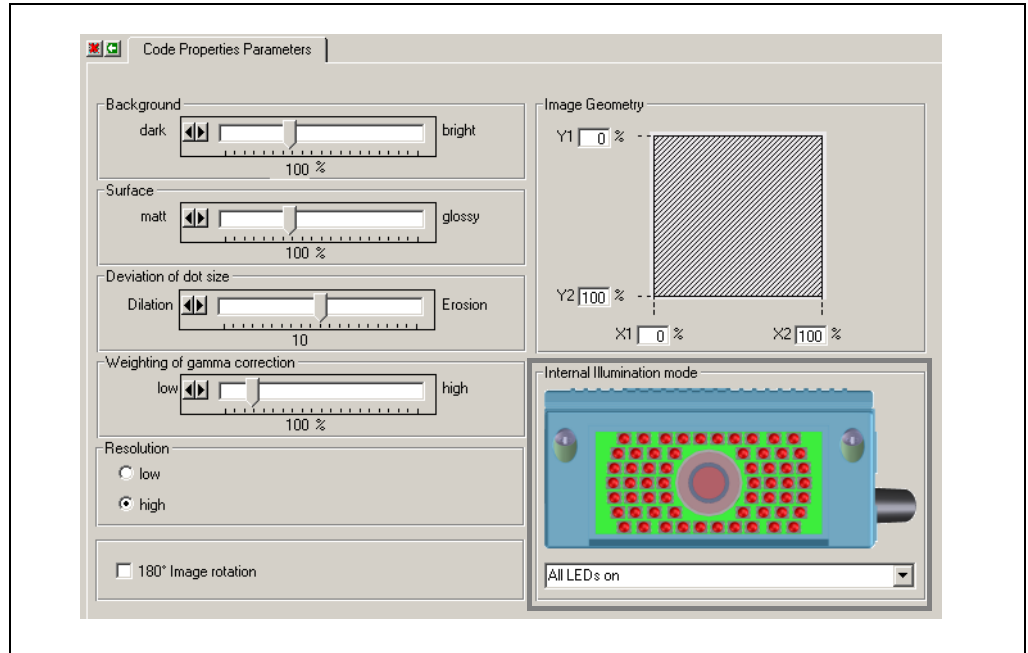 Code Properties Parameters
Background
dark
bright
100 %
Surface
matt
glossy
100 %
Deviation of dot size
Dilation
Erosion
10
Weighting of gamma correction
low
high
100 %
Resolution
low
high
180° Image rotation
Image Geometry
Y1 0 %
Y2 100 %
X1 0 % X2 100 %
Internal Illumination mode
All LEDs on